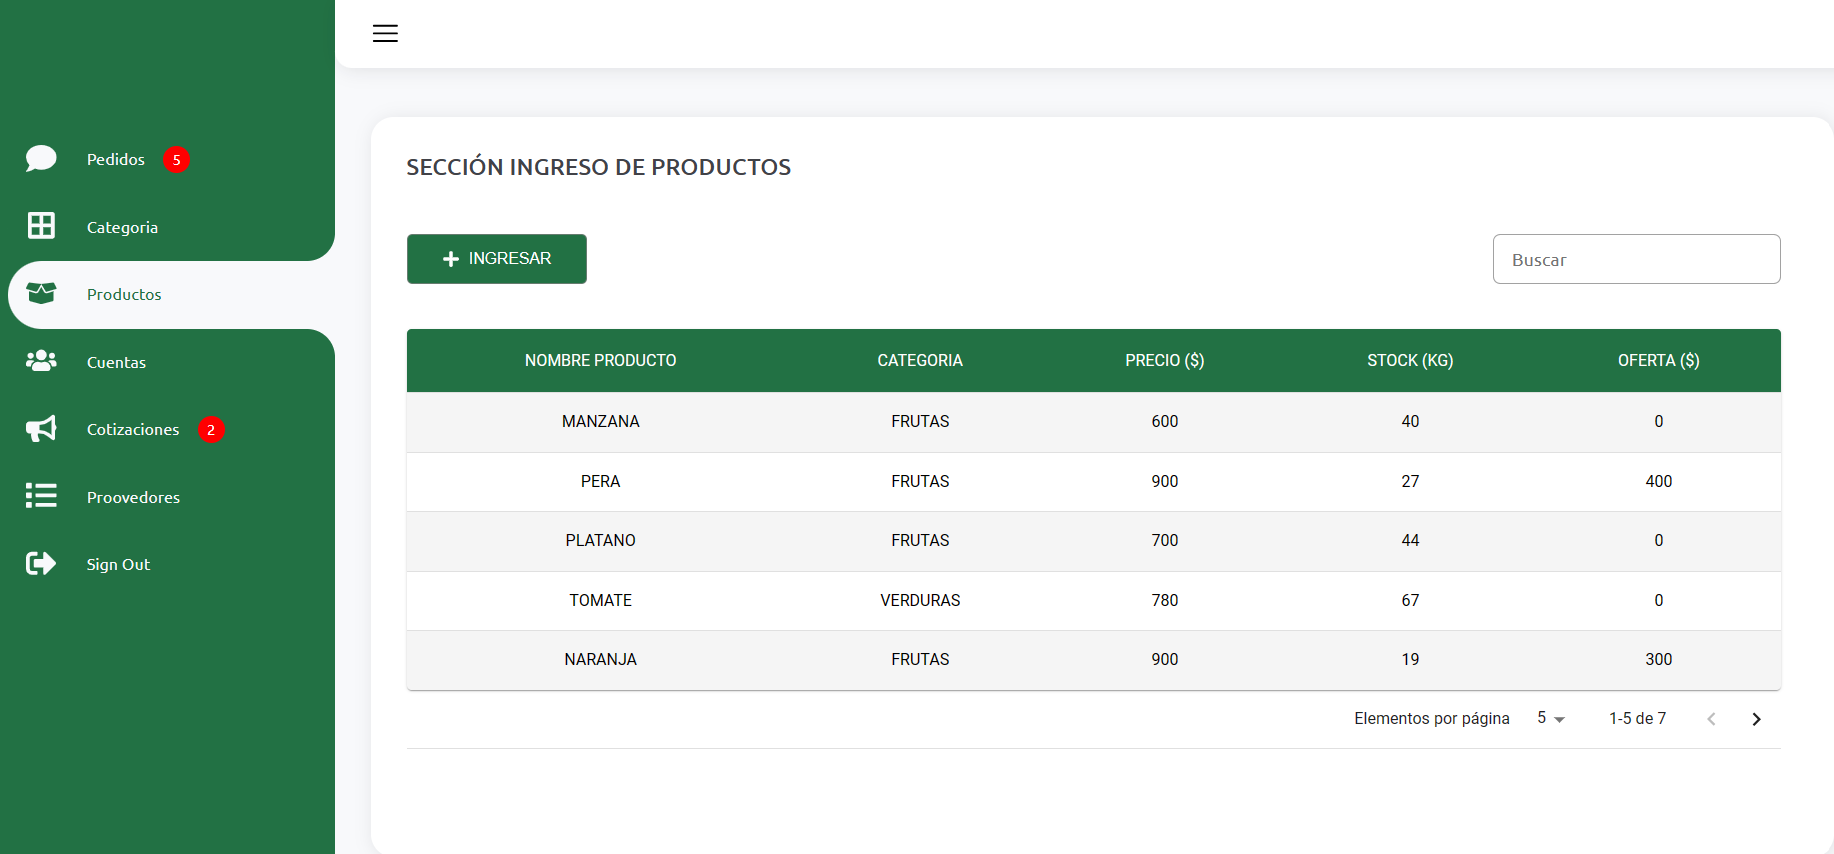 Pedidos 5
Categoria
Productos
Cuentas
Cotizaciones 2
Proovedores
Sign Out
SECCIÓN INGRESO DE PRODUCTOS
INGRESAR
Buscar
NOMBRE PRODUCTO CATEGORIA PRECIO ($) STOCK (KG) OFERTA ($)
MANZANA FRUTAS 600 40 0
PERA FRUTAS 900 27 400
PLATANO FRUTAS 700 44 0
TOMATE VERDURAS 780 67 0
NARANJA FRUTAS 900 19 300
Elementos por página 5 1-5 de 7